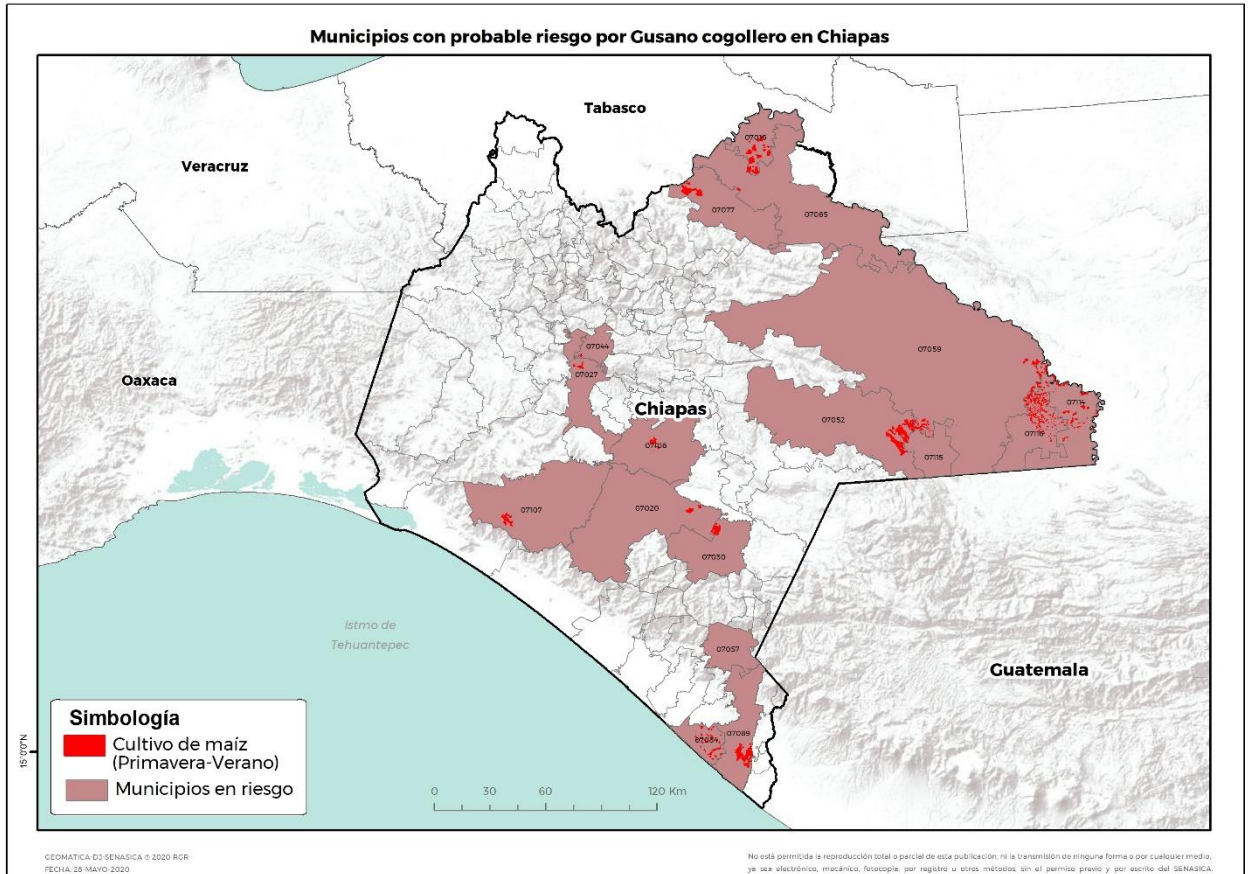 Municipios con probable riesgo por Gusano cogollero en Chiapas
Tabasco
Veracruz
07077
07065
07044
07059
07027
Oaxaca
Chiapas
07052
07114
07115
07107
07020
07030
Istmo de
Tehuantepec
07057
Guatemala
07089
Simbología
Cultivo de maíz
(Primavera-Verano)
Municipios en riesgo
15°0'0"N
0 30 60 120 Km
GEOMATICA-DJ-SENASICA © 2020 RGR
FECHA: 28-MAYO-2020
No está permitida la reproducción total o parcial de esta publicación, ni la transmisión de ninguna forma o por cualquier medio,
ya sea electrónico, mecánico, fotocopia, por registro u otros métodos, sin el permiso previo y por escrito del SENASICA.